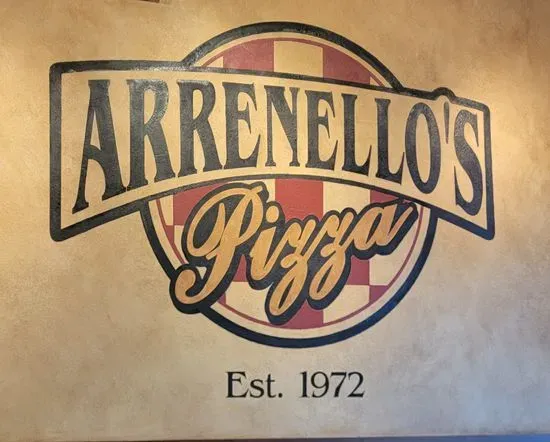 ARRENELLO'S
Pizza
Est. 1972